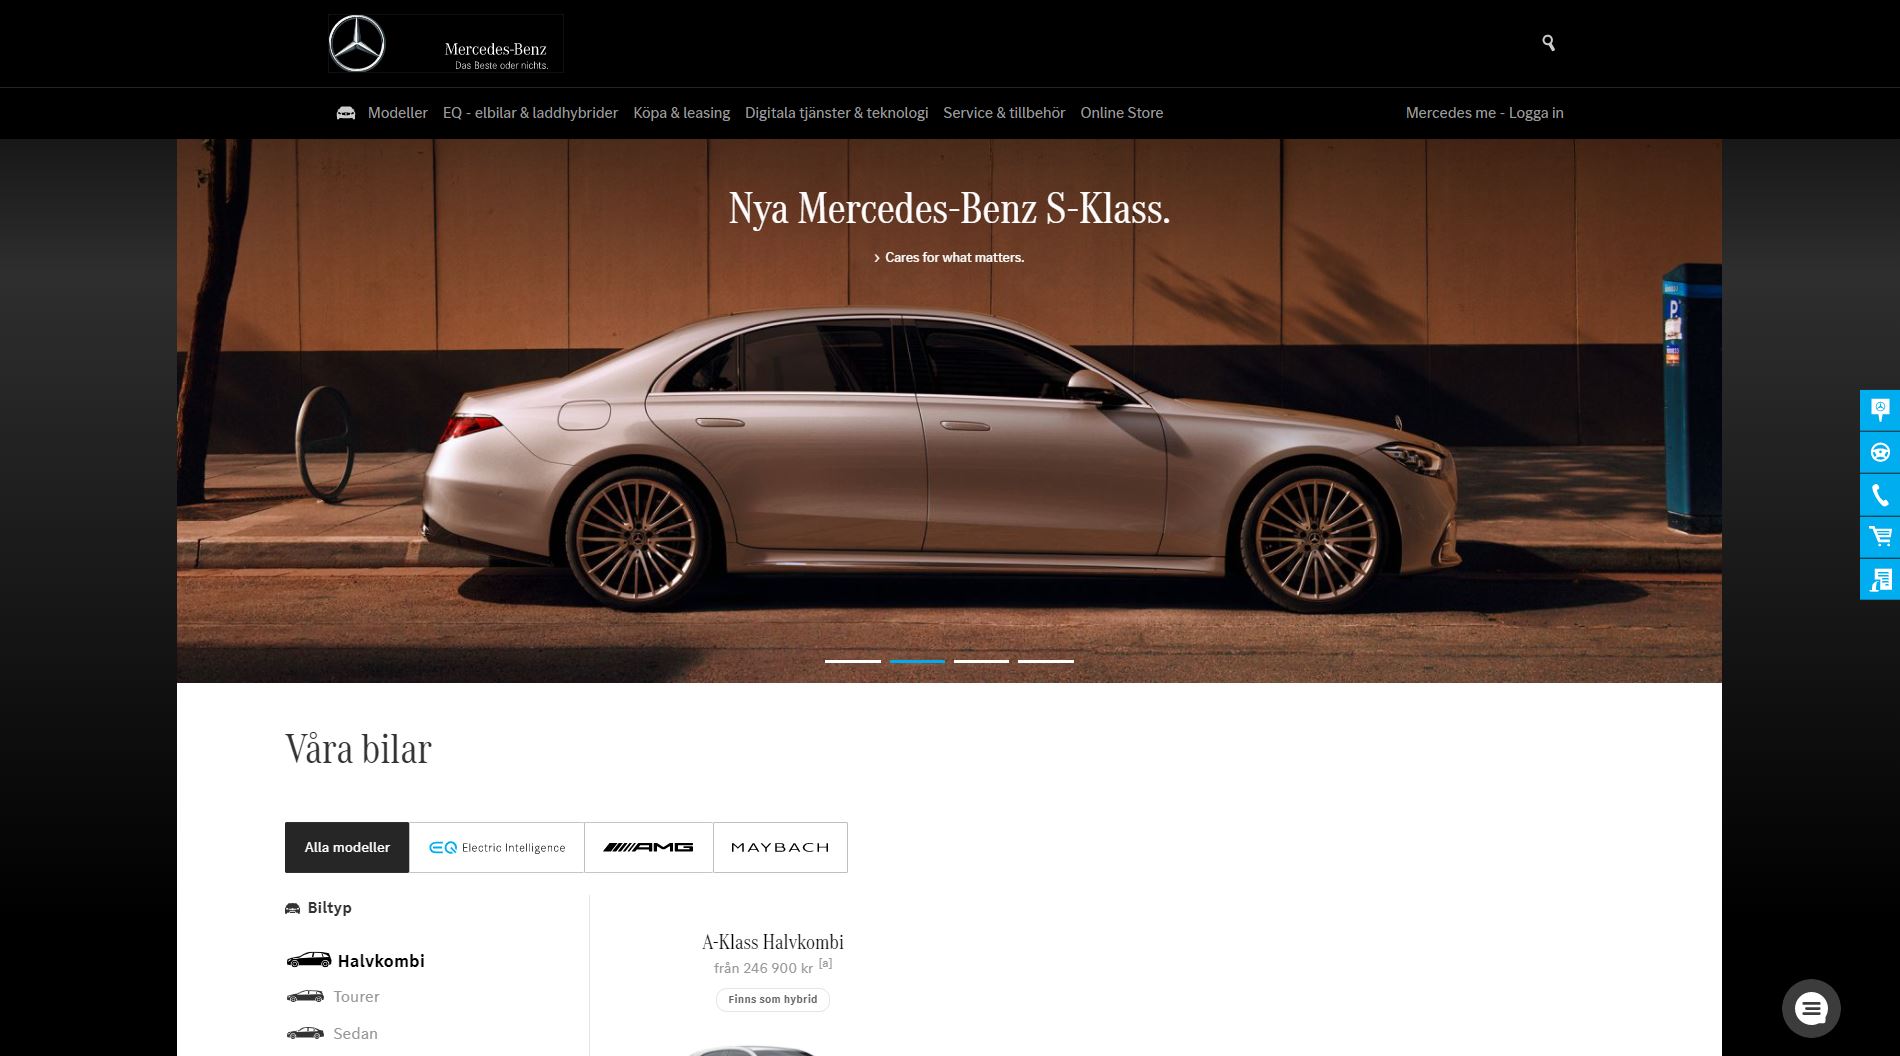 Mercedes-Benz
Das Beste oder nichts.
Modeller EQ - elbilar & laddhybrider Köpa & leasing Digitala tjänster & teknologi Service & tillbehör Online Store Mercedes me - Logga in
Nya Mercedes-Benz S-Klass.
› Cares for what matters.
P
Våra bilar
Alla modeller EQ Electric Intelligence AMG MAYBACH
Biltyp
Halvkombi
Tourer
Sedan
A-Klass Halvkombi
från 246 900 kr [a]
Finns som hybrid